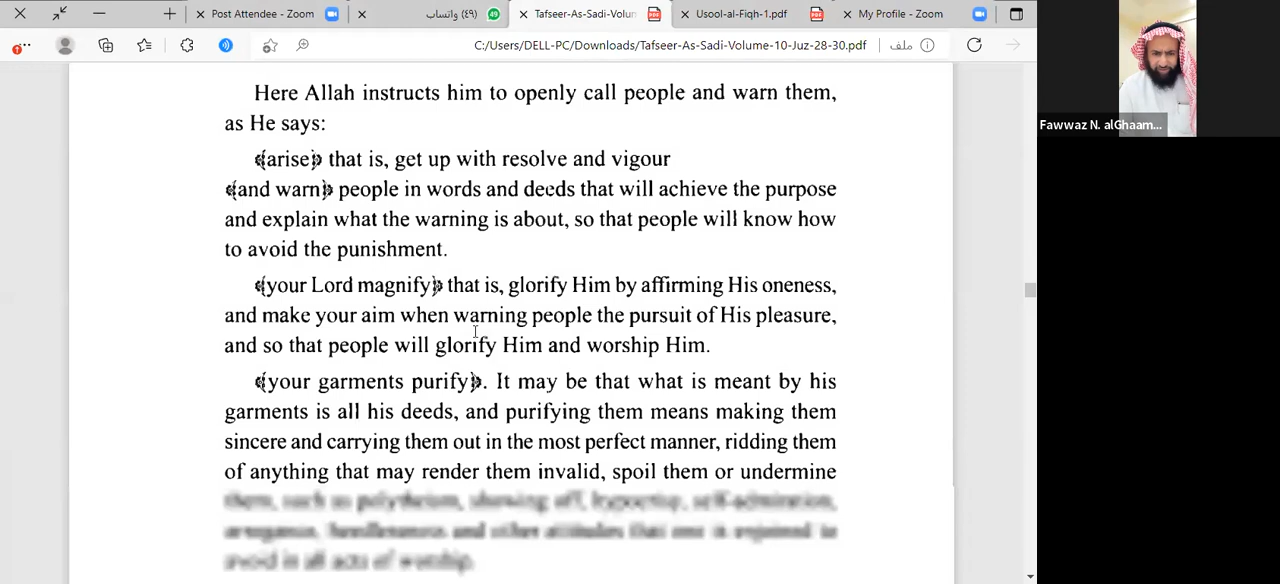 Post Attendee - Zoom
(٤٩) واتساب
49
Tafseer-As-Sadi-Volum
PDF
Usool-al-Fiqh-1.pdf
PDF
My Profile - Zoom
C:/Users/DELL-PC/Downloads/Tafseer-As-Sadi-Volume-10-Juz-28-30.pdf
ملف
Here Allah instructs him to openly call people and warn them,
as He says:
﴾arise﴿ that is, get up with resolve and vigour
﴾and warn﴿ people in words and deeds that will achieve the purpose
and explain what the warning is about, so that people will know how
to avoid the punishment.
﴾your Lord magnify﴿ that is, glorify Him by affirming His oneness,
and make your aim when warning people the pursuit of His pleasure,
and so that people will glorify Him and worship Him.
﴾your garments purify﴿. It may be that what is meant by his
garments is all his deeds, and purifying them means making them
sincere and carrying them out in the most perfect manner, ridding them
of anything that may render them invalid, spoil them or undermine
Fawwaz N. alGhaam...